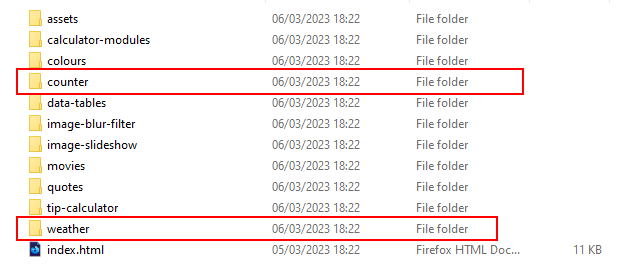 assets 06/03/2023 18:22 File folder
calculator-modules 06/03/2023 18:22 File folder
colours 06/03/2023 18:22 File folder
counter 06/03/2023 18:22 File folder
data-tables 06/03/2023 18:22 File folder
image-blur-filter 06/03/2023 18:22 File folder
image-slideshow 06/03/2023 18:22 File folder
movies 06/03/2023 18:22 File folder
quotes 06/03/2023 18:22 File folder
tip-calculator 06/03/2023 18:22 File folder
weather 06/03/2023 18:22 File folder
index.html 05/03/2023 18:22 Firefox HTML Doc... 11 KB